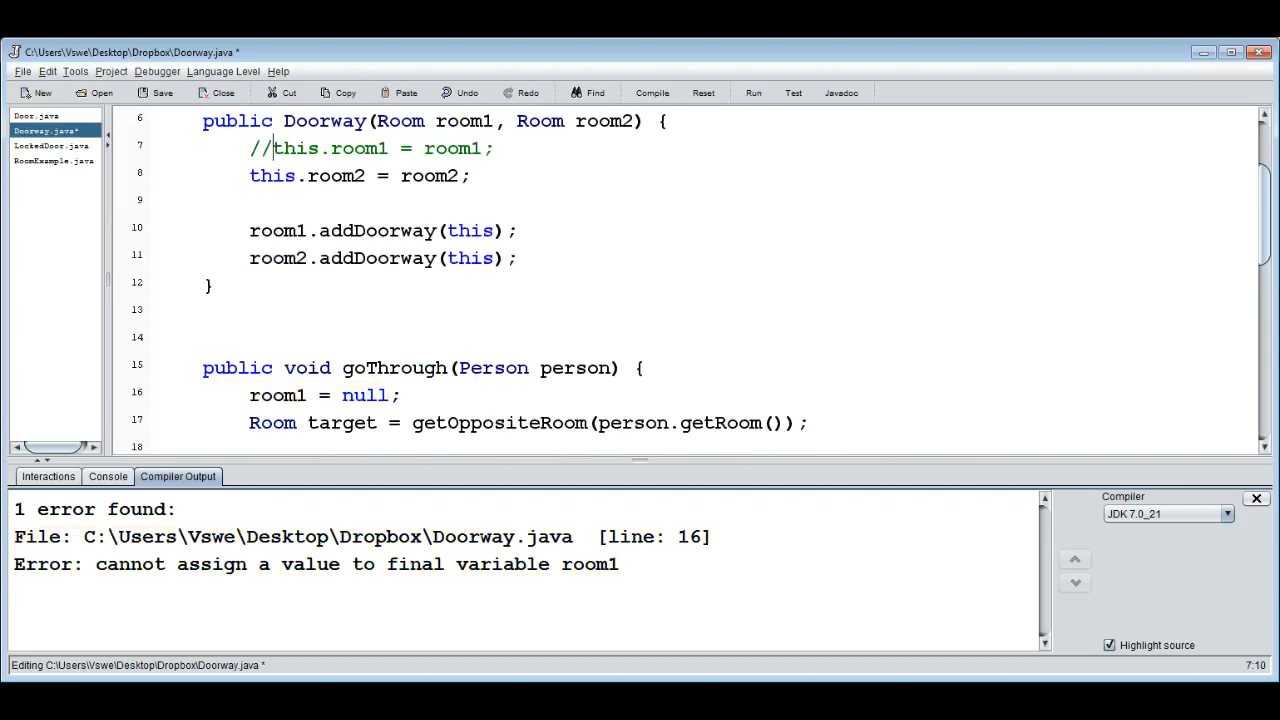 C:\Users\Vswe\Desktop\Dropbox\Doorway.java *
File Edit Tools Project Debugger Language Level Help
New Open Save Close Cut Copy Paste Undo Redo Find Compile Reset Run Test Javadoc
Door.java
Doorway.java*
LockedDoor.java
RoomExample.java
6 public Doorway(Room room1, Room room2) {
7 //this.room1 = room1;
8 this.room2 = room2;
9
10 room1.addDoorway(this);
11 room2.addDoorway(this);
12 }
13
14
15 public void goThrough(Person person) {
16 room1 = null;
17 Room target = getOppositeRoom(person.getRoom());
18
Interactions Console Compiler Output
1 error found:
File: C:\Users\Vswe\Desktop\Dropbox\Doorway.java [line: 16]
Error: cannot assign a value to final variable room1
Compiler
JDK 7.0_21
Highlight source
Editing C:\Users\Vswe\Desktop\Dropbox\Doorway.java * 7:10